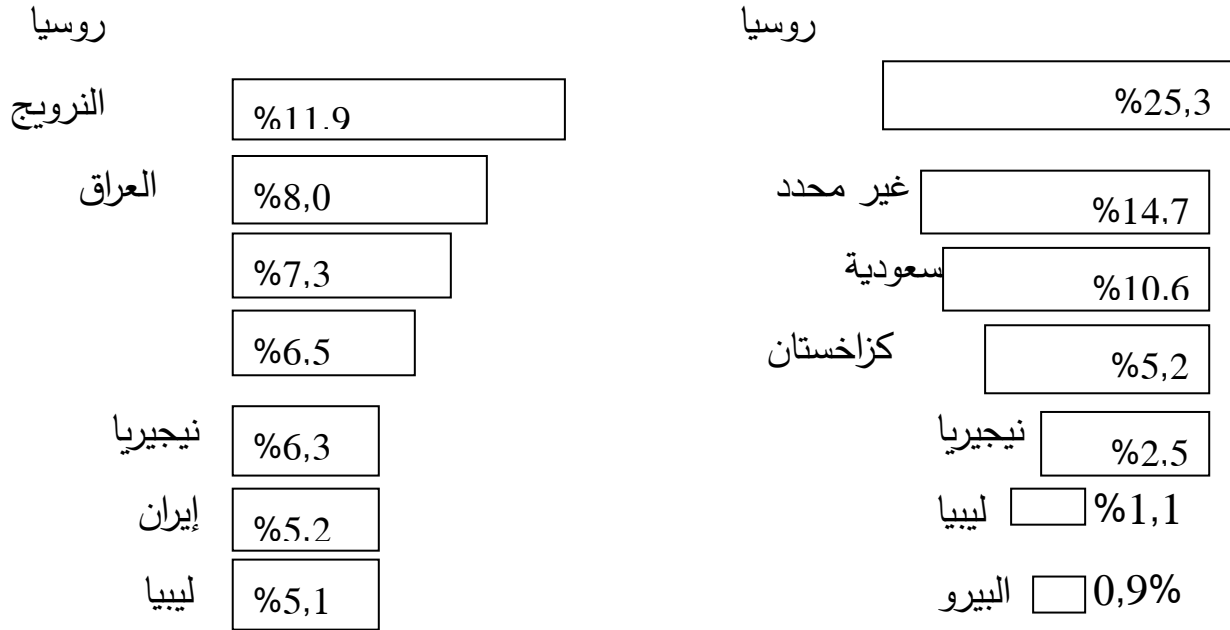 روسيا
%25,3
غير محدد %14,7
سعودية %10,6
كزاخستان %5,2
نيجيريا %2,5
ليبيا %1,1
البيرو 0,9%
روسيا
النرويج %11,9
العراق %8,0
%7,3
%6,5
نيجيريا %6,3
إيران %5,2
ليبيا %5,1